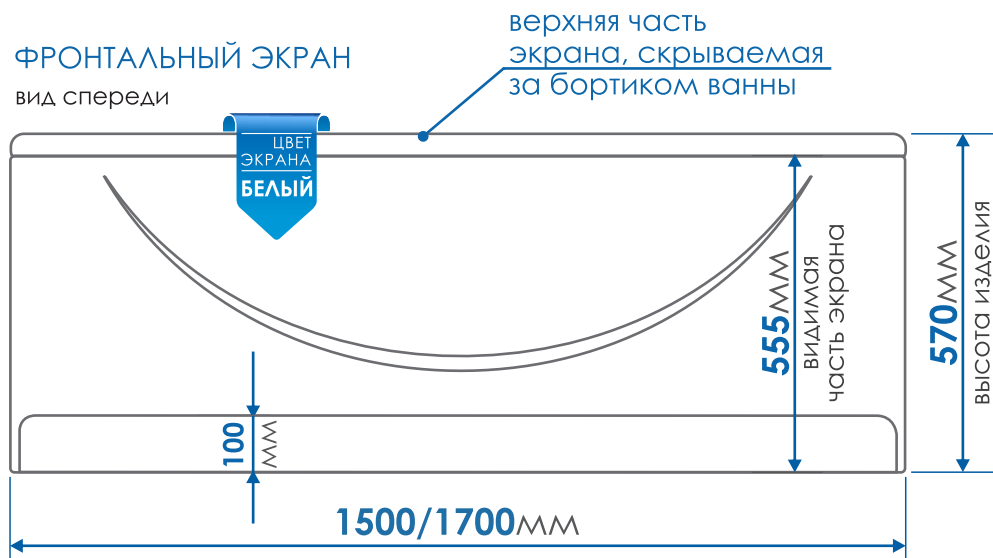 ФРОНТАЛЬНЫЙ ЭКРАН
вид спереди
верхняя часть
экрана, скрываемая
за бортиком ванны
ЦВЕТ
ЭКРАНА
БЕЛЫЙ
555мм
видимая
часть экрана
570мм
высота изделия
100
мм
1500/1700мм